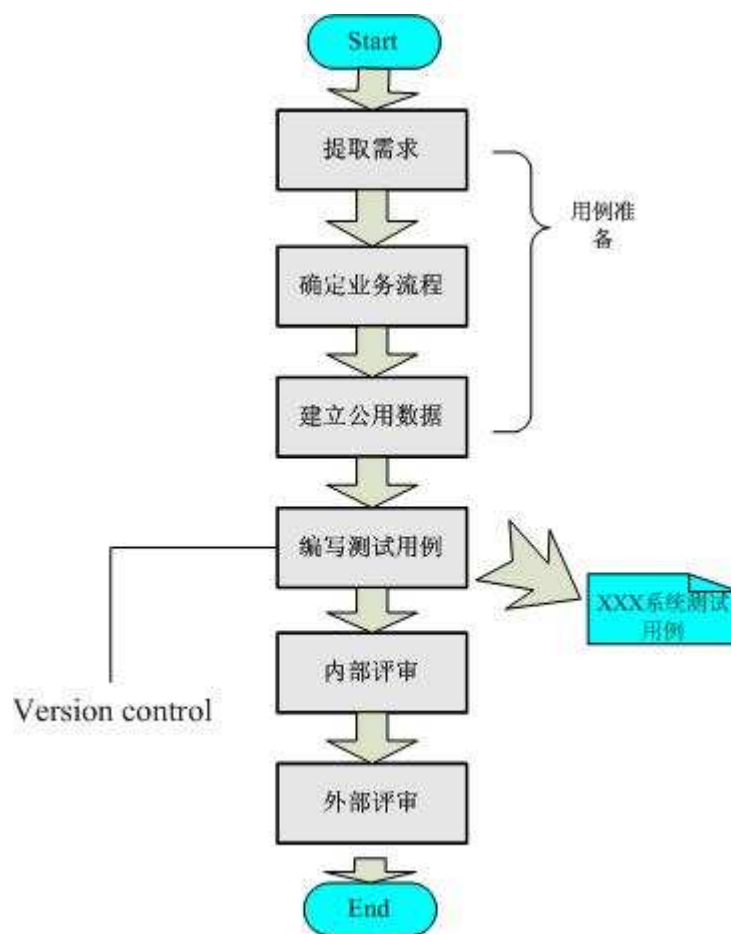 Start
提取需求
用例准
备
确定业务流程
建立公用数据
编写测试用例
XXX系统测试
用例
内部评审
Version control
外部评审
End